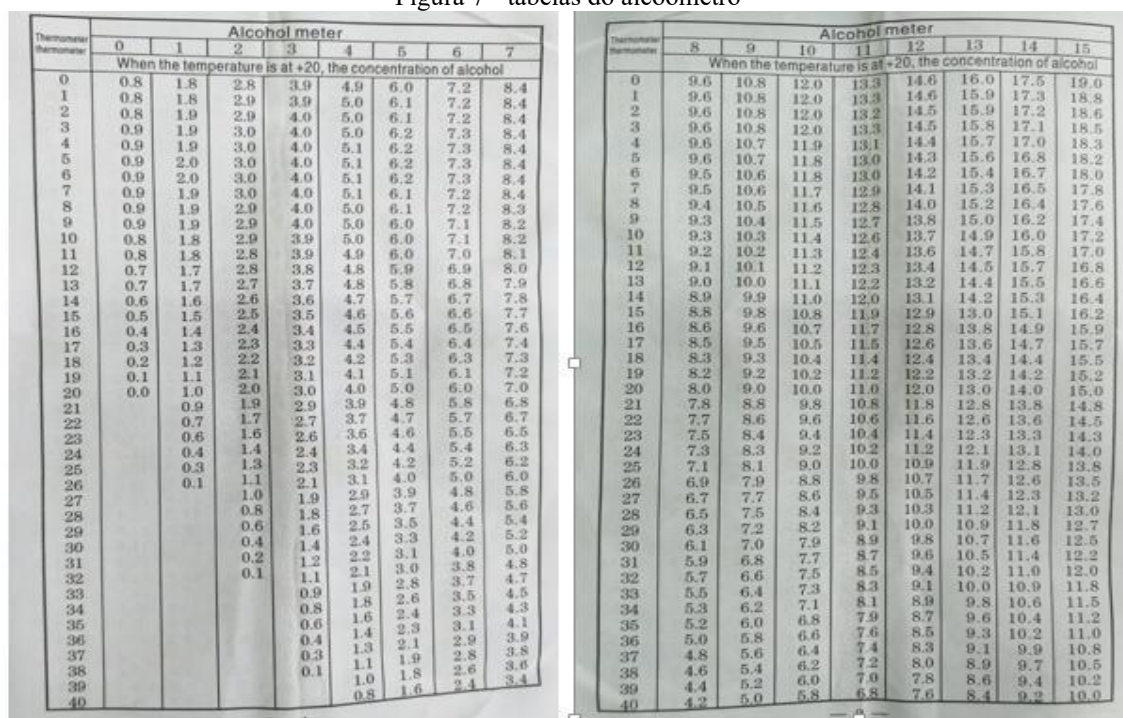 Figura 7 - tabelas do alcoômetro
Thermometer Alcohol meter
thermometer 0 1 2 3 4 5 6 7
When the temperature is at +20, the concentration of alcohol
0 0.8 1.8 2.8 3.9 4.9 6.0 7.2 8.4
1 0.8 1.8 2.9 3.9 5.0 6.1 7.2 8.4
2 0.8 1.9 2.9 4.0 5.0 6.1 7.2 8.4
3 0.9 1.9 3.0 4.0 5.0 6.2 7.3 8.4
4 0.9 1.9 3.0 4.0 5.1 6.2 7.3 8.4
5 0.9 2.0 3.0 4.0 5.1 6.2 7.3 8.4
6 0.9 2.0 3.0 4.0 5.1 6.2 7.3 8.4
7 0.9 1.9 3.0 4.0 5.1 6.1 7.2 8.4
8 0.9 1.9 2.9 4.0 5.0 6.1 7.2 8.3
9 0.9 1.9 2.9 4.0 5.0 6.0 7.1 8.2
10 0.8 1.8 2.9 3.9 5.0 6.0 7.1 8.2
11 0.8 1.8 2.8 3.9 4.9 6.0 7.0 8.1
12 0.7 1.7 2.8 3.8 4.8 5.9 6.9 8.0
13 0.7 1.7 2.7 3.7 4.8 5.8 6.8 7.9
14 0.6 1.6 2.6 3.6 4.7 5.7 6.7 7.8
15 0.5 1.5 2.5 3.5 4.6 5.6 6.6 7.7
16 0.4 1.4 2.4 3.4 4.5 5.5 6.5 7.6
17 0.3 1.3 2.3 3.3 4.4 5.4 6.4 7.4
18 0.2 1.2 2.2 3.2 4.2 5.3 6.3 7.3
19 0.1 1.1 2.1 3.1 4.1 5.1 6.1 7.2
20 0.0 1.0 2.0 3.0 4.0 5.0 6.0 7.0
21 0.9 1.9 2.9 3.9 4.8 5.8 6.8
22 0.7 1.7 2.7 3.7 4.7 5.7 6.7
23 0.6 1.6 2.6 3.6 4.6 5.5 6.5
24 0.4 1.4 2.4 3.4 4.4 5.4 6.3
25 0.3 1.3 2.3 3.2 4.2 5.2 6.2
26 0.1 1.1 2.1 3.1 4.0 5.0 6.0
27 1.0 1.9 2.9 3.9 4.8 5.8
28 0.8 1.8 2.7 3.7 4.6 5.6
29 0.6 1.6 2.5 3.5 4.4 5.4
30 0.4 1.4 2.4 3.3 4.2 5.2
31 0.2 1.2 2.2 3.1 4.0 5.0
32 0.1 1.1 2.1 3.0 3.8 4.8
33 0.9 1.9 2.8 3.7 4.7
34 0.8 1.8 2.6 3.5 4.5
35 0.6 1.6 2.4 3.3 4.3
36 0.4 1.4 2.3 3.1 4.1
37 0.3 1.3 2.1 2.9 3.9
38 0.1 1.1 1.9 2.8 3.8
39 1.0 1.8 2.6 3.6
40 0.8 1.6 2.4 3.4
Thermometer Alcohol meter
thermometer 8 9 10 11 12 13 14 15
When the temperature is at +20, the concentration of alcohol
0 9.6 10.8 12.0 13.3 14.6 16.0 17.5 19.0
1 9.6 10.8 12.0 13.3 14.6 15.9 17.3 18.8
2 9.6 10.8 12.0 13.2 14.5 15.9 17.2 18.6
3 9.6 10.8 12.0 13.3 14.5 15.8 17.1 18.5
4 9.6 10.7 11.9 13.1 14.4 15.7 17.0 18.3
5 9.6 10.7 11.8 13.0 14.3 15.6 16.8 18.2
6 9.5 10.6 11.8 13.0 14.2 15.4 16.7 18.0
7 9.5 10.6 11.7 12.9 14.1 15.3 16.5 17.8
8 9.4 10.5 11.6 12.8 14.0 15.2 16.4 17.6
9 9.3 10.4 11.5 12.7 13.8 15.0 16.2 17.4
10 9.3 10.3 11.4 12.6 13.7 14.9 16.0 17.2
11 9.2 10.2 11.3 12.4 13.6 14.7 15.8 17.0
12 9.1 10.1 11.2 12.3 13.4 14.5 15.7 16.8
13 9.0 10.0 11.1 12.2 13.2 14.4 15.5 16.6
14 8.9 9.9 11.0 12.0 13.1 14.2 15.3 16.4
15 8.8 9.8 10.8 11.9 12.9 13.0 15.1 16.2
16 8.6 9.6 10.7 11.7 12.8 13.8 14.9 15.9
17 8.5 9.5 10.5 11.5 12.6 13.6 14.7 15.7
18 8.3 9.3 10.4 11.4 12.4 13.4 14.4 15.5
19 8.2 9.2 10.2 11.2 12.2 13.2 14.2 15.2
20 8.0 9.0 10.0 11.0 12.0 13.0 14.0 15.0
21 7.8 8.8 9.8 10.8 11.8 12.8 13.8 14.8
22 7.7 8.6 9.6 10.6 11.6 12.6 13.6 14.5
23 7.5 8.4 9.4 10.4 11.4 12.3 13.3 14.3
24 7.3 8.3 9.2 10.2 11.2 12.1 13.1 14.0
25 7.1 8.1 9.0 10.0 10.9 11.9 12.8 13.8
26 6.9 7.9 8.8 9.8 10.7 11.7 12.6 13.5
27 6.7 7.7 8.6 9.5 10.5 11.4 12.3 13.2
28 6.5 7.5 8.4 9.3 10.3 11.2 12.1 13.0
29 6.3 7.2 8.2 9.1 10.0 10.9 11.8 12.7
30 6.1 7.0 7.9 8.9 9.8 10.7 11.6 12.5
31 5.9 6.8 7.7 8.7 9.6 10.5 11.4 12.2
32 5.7 6.6 7.5 8.5 9.4 10.2 11.0 12.0
33 5.5 6.4 7.3 8.3 9.1 10.0 10.9 11.8
34 5.3 6.2 7.1 8.1 8.9 9.8 10.6 11.5
35 5.2 6.0 6.8 7.9 8.7 9.6 10.4 11.2
36 5.0 5.8 6.6 7.6 8.5 9.3 10.2 11.0
37 4.8 5.6 6.4 7.4 8.3 9.1 9.9 10.8
38 4.6 5.4 6.2 7.2 8.0 8.9 9.7 10.5
39 4.4 5.2 6.0 7.0 7.8 8.6 9.4 10.2
40 4.2 5.0 5.8 6.8 7.6 8.4 9.2 10.0